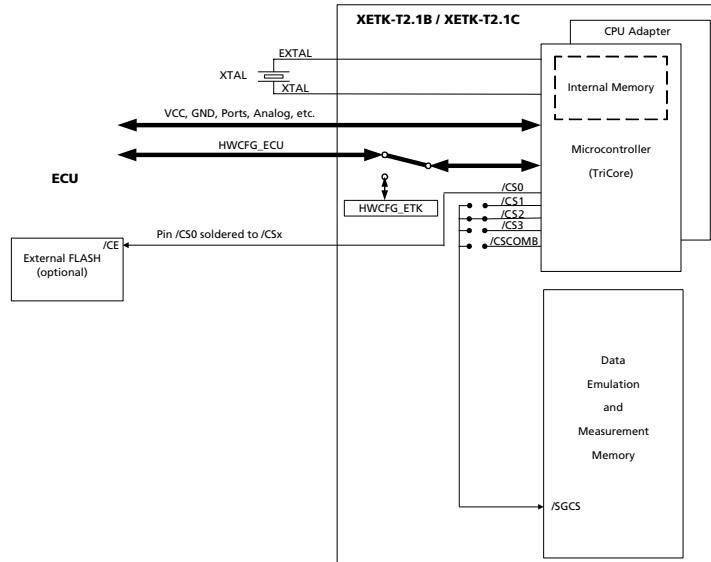 XETK-T2.1B / XETK-T2.1C
CPU Adapter
EXTAL
XTAL
XTAL
Internal Memory
VCC, GND, Ports, Analog, etc.
HWCFG_ECU
Microcontroller
(TriCore)
ECU
HWCFG_ETK
/CS0
/CS1
/CS2
/CS3
/CSCOMB
Pin /CS0 soldered to /CSx
/CE
External FLASH
(optional)
Data
Emulation
and
Measurement
Memory
/SGCS